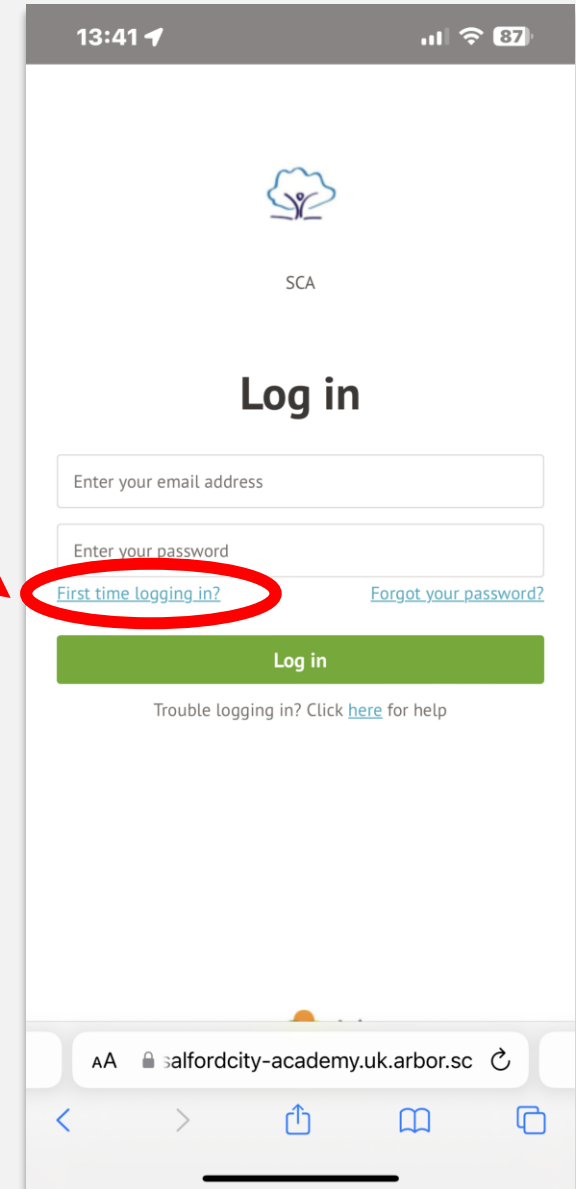 13:41
87
SCA
Log in
Enter your email address
Enter your password
First time logging in? Forgot your password?
Log in
Trouble logging in? Click here for help
AA salfordcity-academy.uk.arbor.sc